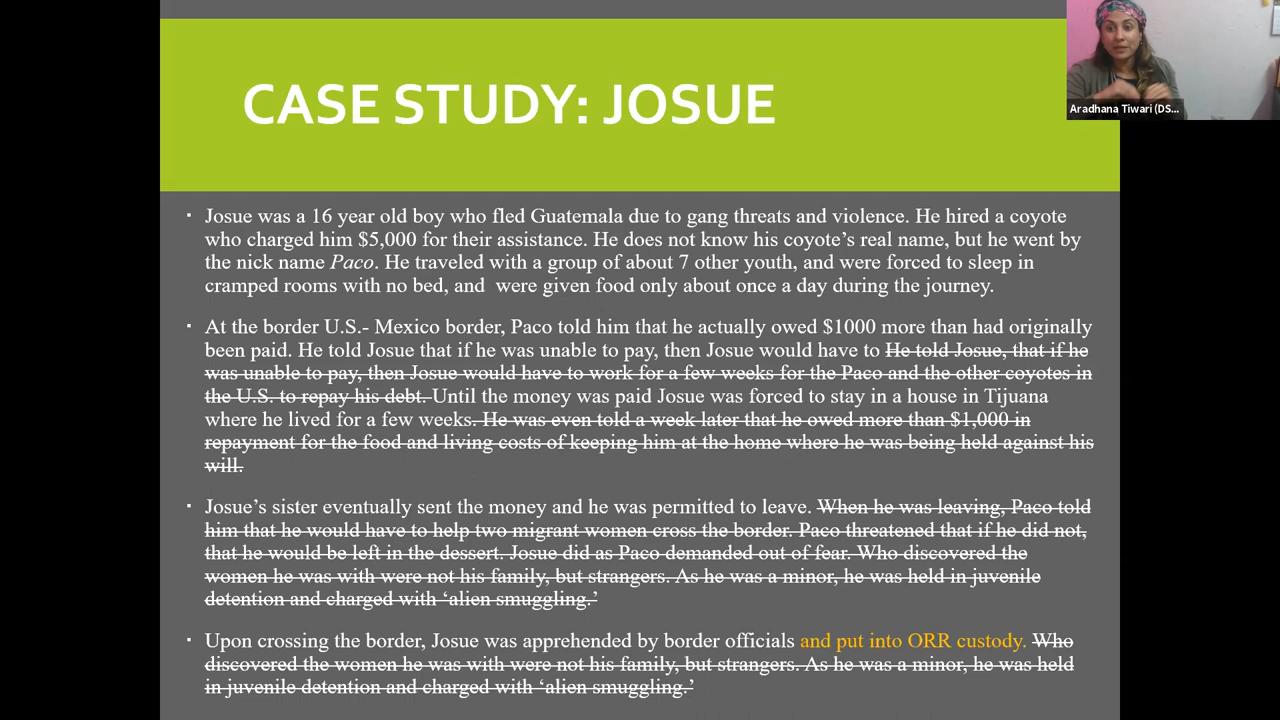 CASE STUDY: JOSUE
Aradhana Tiwari (DS...
▪ Josue was a 16 year old boy who fled Guatemala due to gang threats and violence. He hired a coyote
who charged him $5,000 for their assistance. He does not know his coyote's real name, but he went by
the nick name Paco. He traveled with a group of about 7 other youth, and were forced to sleep in
cramped rooms with no bed, and  were given food only about once a day during the journey.
▪ At the border U.S.- Mexico border, Paco told him that he actually owed $1000 more than had originally
been paid. He told Josue that if he was unable to pay, then Josue would have to He told Josue, that if he
was unable to pay, then Josue would have to work for a few weeks for the Paco and the other coyotes in
the U.S. to repay his debt. Until the money was paid Josue was forced to stay in a house in Tijuana
where he lived for a few weeks. He was even told a week later that he owed more than $1,000 in
repayment for the food and living costs of keeping him at the home where he was being held against his
will.
▪ Josue's sister eventually sent the money and he was permitted to leave. When he was leaving, Paco told
him that he would have to help two migrant women cross the border. Paco threatened that if he did not,
that he would be left in the dessert. Josue did as Paco demanded out of fear. Who discovered the
women he was with were not his family, but strangers. As he was a minor, he was held in juvenile
detention and charged with ‘alien smuggling.’
▪ Upon crossing the border, Josue was apprehended by border officials and put into ORR custody. Who
discovered the women he was with were not his family, but strangers. As he was a minor, he was held
in juvenile detention and charged with ‘alien smuggling.’